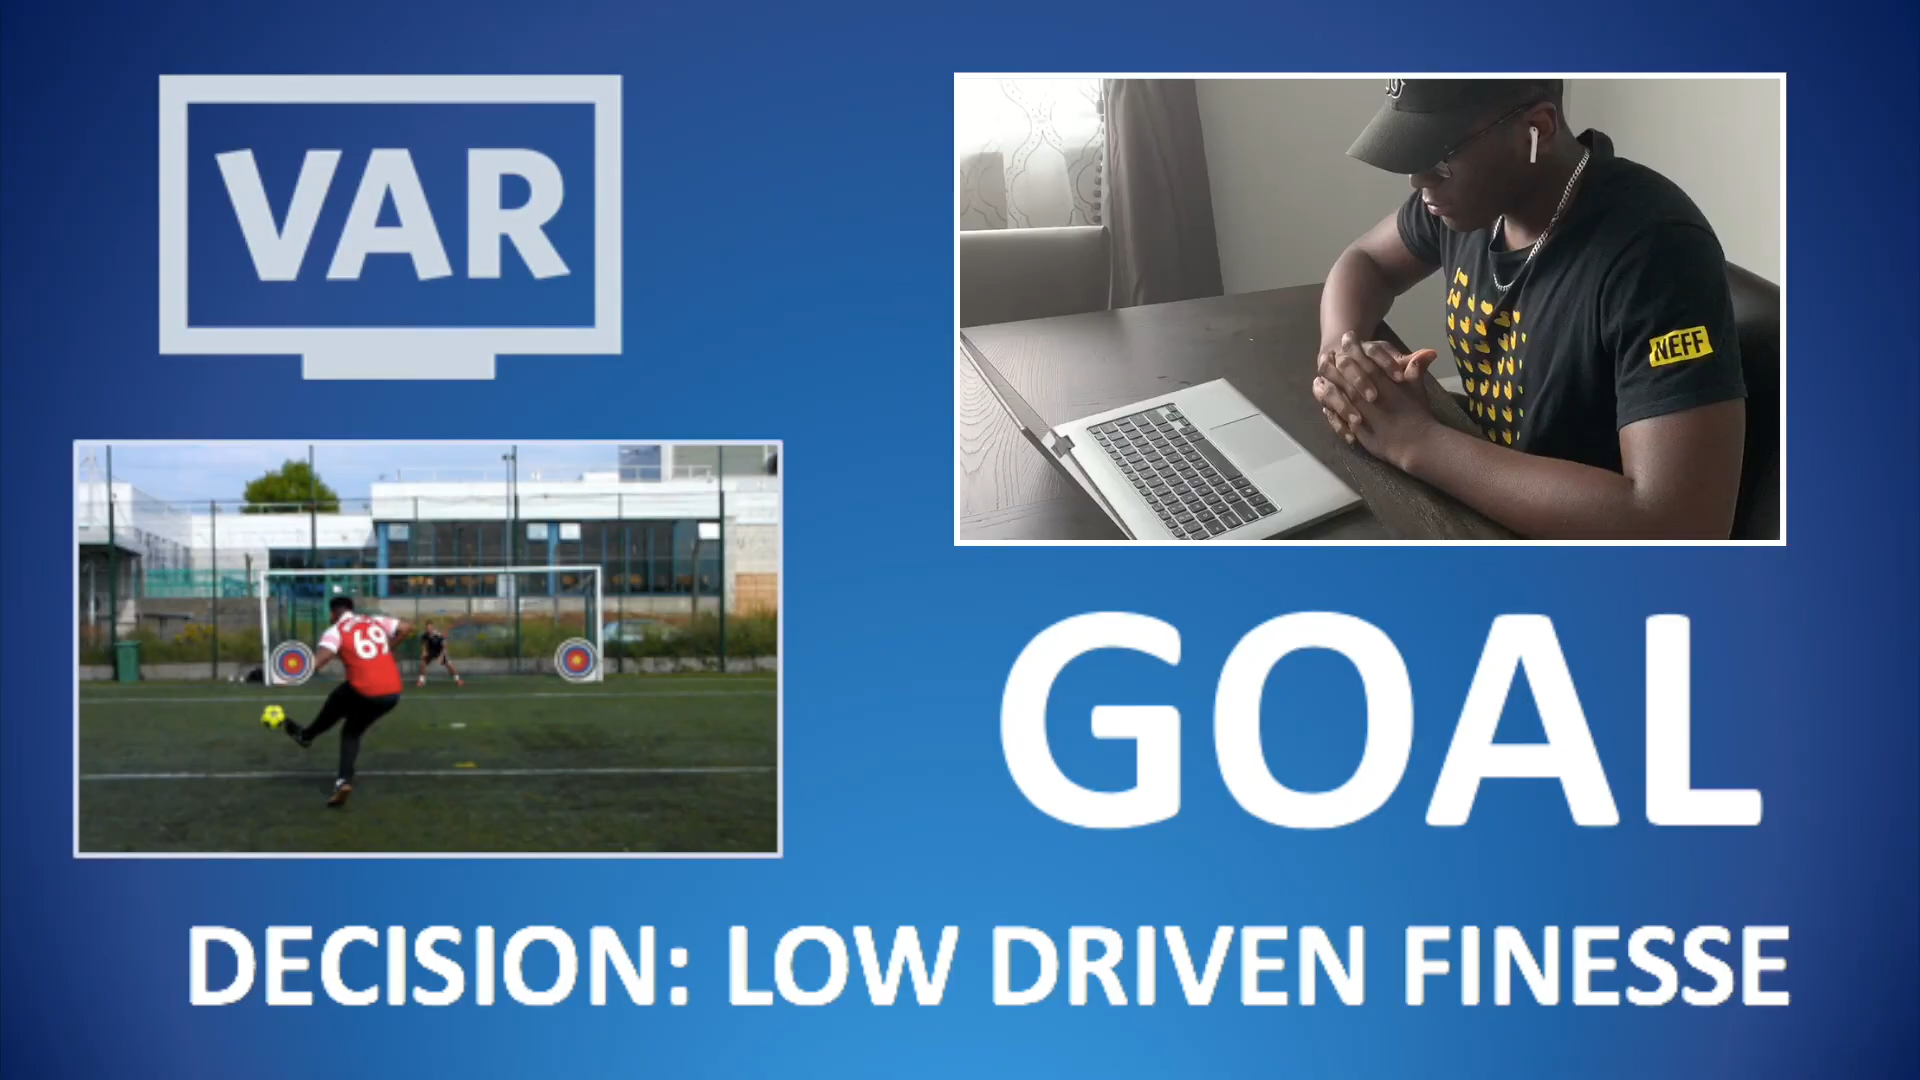 VAR
NEFF
69
GOAL
DECISION: LOW DRIVEN FINESSE